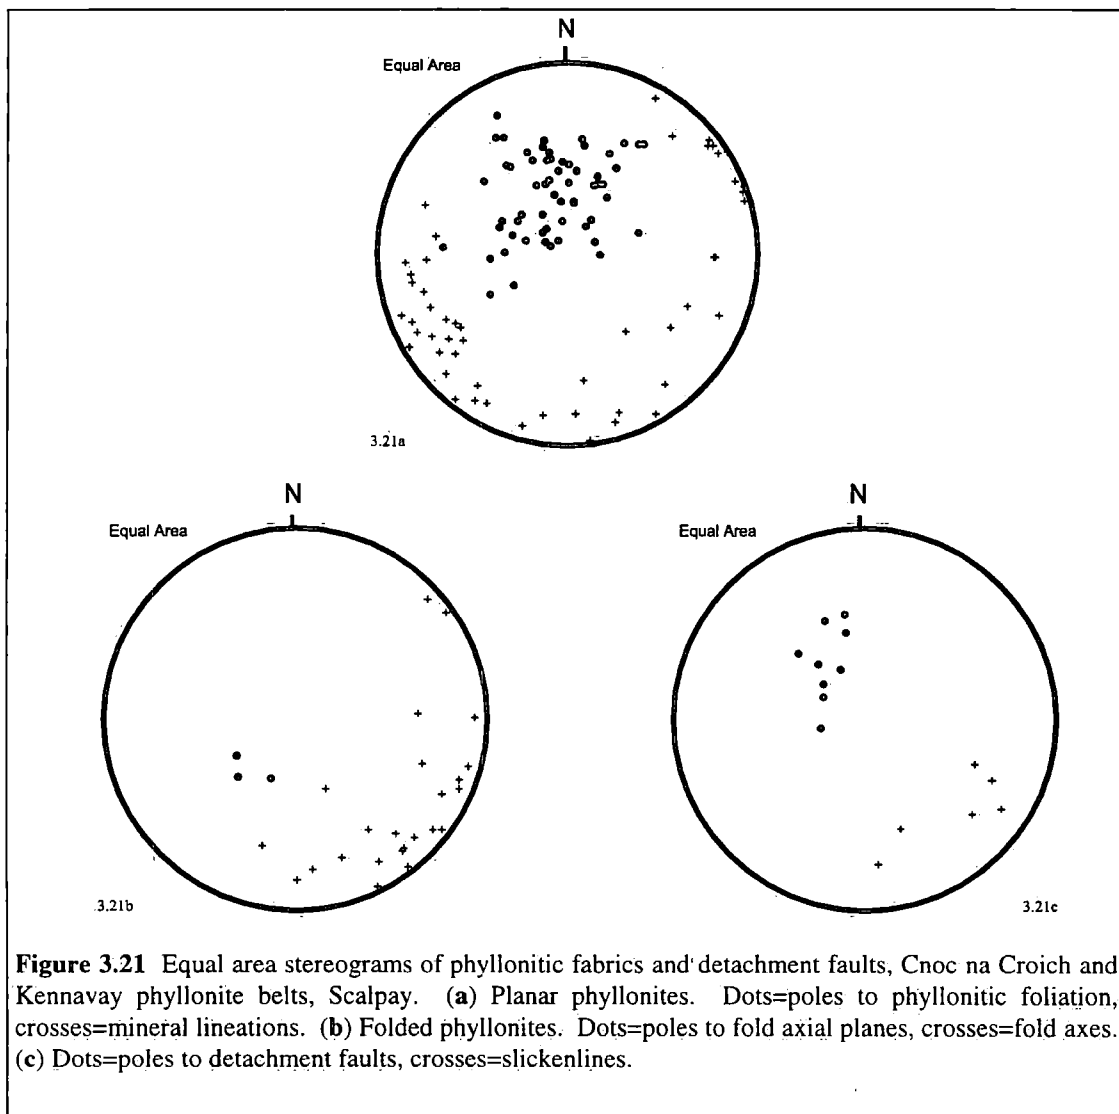 N
Equal Area
3.21a
N
Equal Area
3.21b
N
Equal Area
3.21c
Figure 3.21 Equal area stereograms of phyllonitic fabrics and detachment faults, Cnoc na Croich and
Kennavay phyllonite belts, Scalpay. (a) Planar phyllonites. Dots=poles to phyllonitic foliation,
crosses=mineral lineations. (b) Folded phyllonites. Dots=poles to fold axial planes, crosses=fold axes.
(c) Dots=poles to detachment faults, crosses=slickenlines.